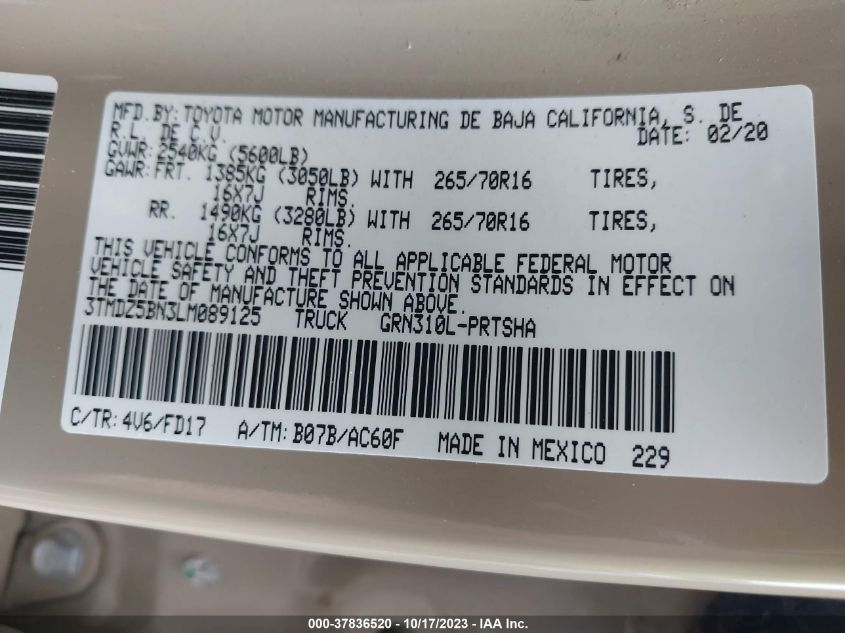 MFD.BY: TOYOTA MOTOR MANUFACTURING DE BAJA CALIFORNIA, S. DE
R.L. DE C.V. DATE: 02/20
GVWR: 2540KG (5600LB)
GAWR: FRT. 1385KG (3050LB) WITH 265/70R16 TIRES,
16X7J RIMS.
RR. 1490KG (3280LB) WITH 265/70R16 TIRES,
16X7J RIMS.
THIS VEHICLE CONFORMS TO ALL APPLICABLE FEDERAL MOTOR
VEHICLE SAFETY AND THEFT PREVENTION STANDARDS IN EFFECT ON
THE DATE OF MANUFACTURE SHOWN ABOVE.
3TMDZ5BN3LM089125 TRUCK GRN310L-PRTSHA
C/TR: 4V6/FD17 A/TM: B07B/AC60F MADE IN MEXICO 229
000-37836520 - 10/17/2023 - IAAI.com